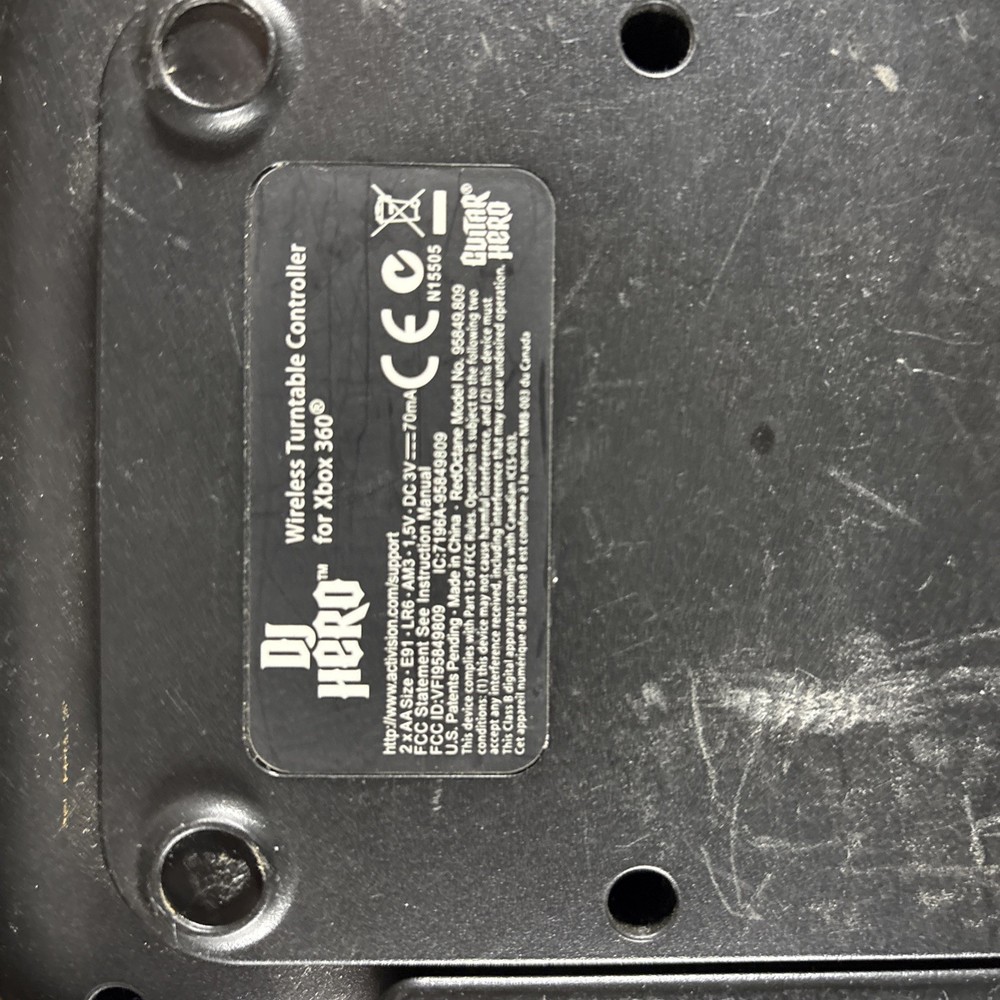 DJ
HERO™
Wireless Turntable Controller
for Xbox 360®
http://www.activision.com/support
2 x AA Size · E91 · LR6 · AM3 · 1.5V · DC 3V ⎓ 70mA
FCC Statement See Instruction Manual
FCC ID:VFI95849809 IC:7196A-95849809
U.S. Patents Pending · Made in China · RedOctane Model No. 95849.809
This device complies with Part 15 of FCC Rules. Operation is subject to the following two
conditions: (1) this device may not cause harmful interference, and (2) this device must
accept any interference received, including interference that may cause undesired operation.
This Class B digital apparatus complies with Canadian ICES-003.
Cet appareil numérique de la classe B est conforme à la norme NMB-003 du Canada
CE
N15505
GUITAR®
HERO